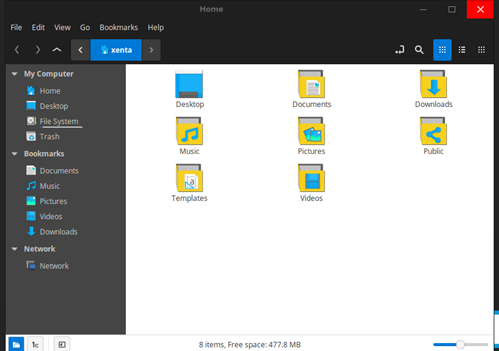 Home
File Edit View Go Bookmarks Help
xenta
My Computer
Home
Desktop
File System
Trash
Bookmarks
Documents
Music
Pictures
Videos
Downloads
Network
Network
Desktop Documents Downloads
Music Pictures Public
Templates Videos
8 items, Free space: 477.8 MB